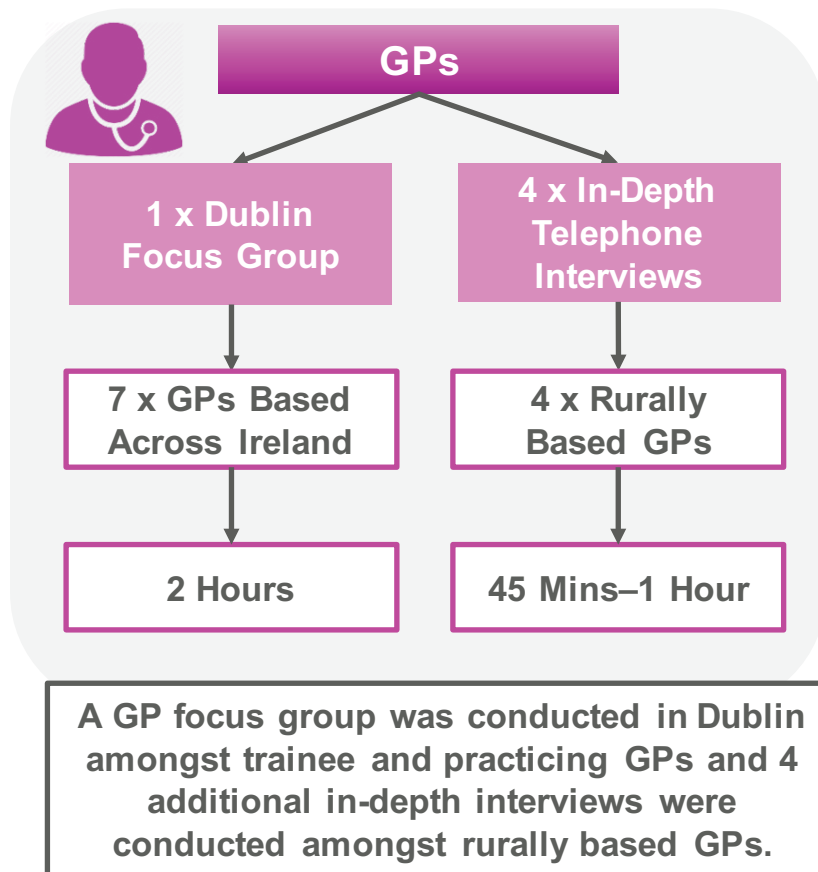 GPs
1 x Dublin
Focus Group
4 x In-Depth
Telephone
Interviews
7 x GPs Based
Across Ireland
4 x Rurally
Based GPs
2 Hours
45 Mins–1 Hour
A GP focus group was conducted in Dublin
amongst trainee and practicing GPs and 4
additional in-depth interviews were
conducted amongst rurally based GPs.